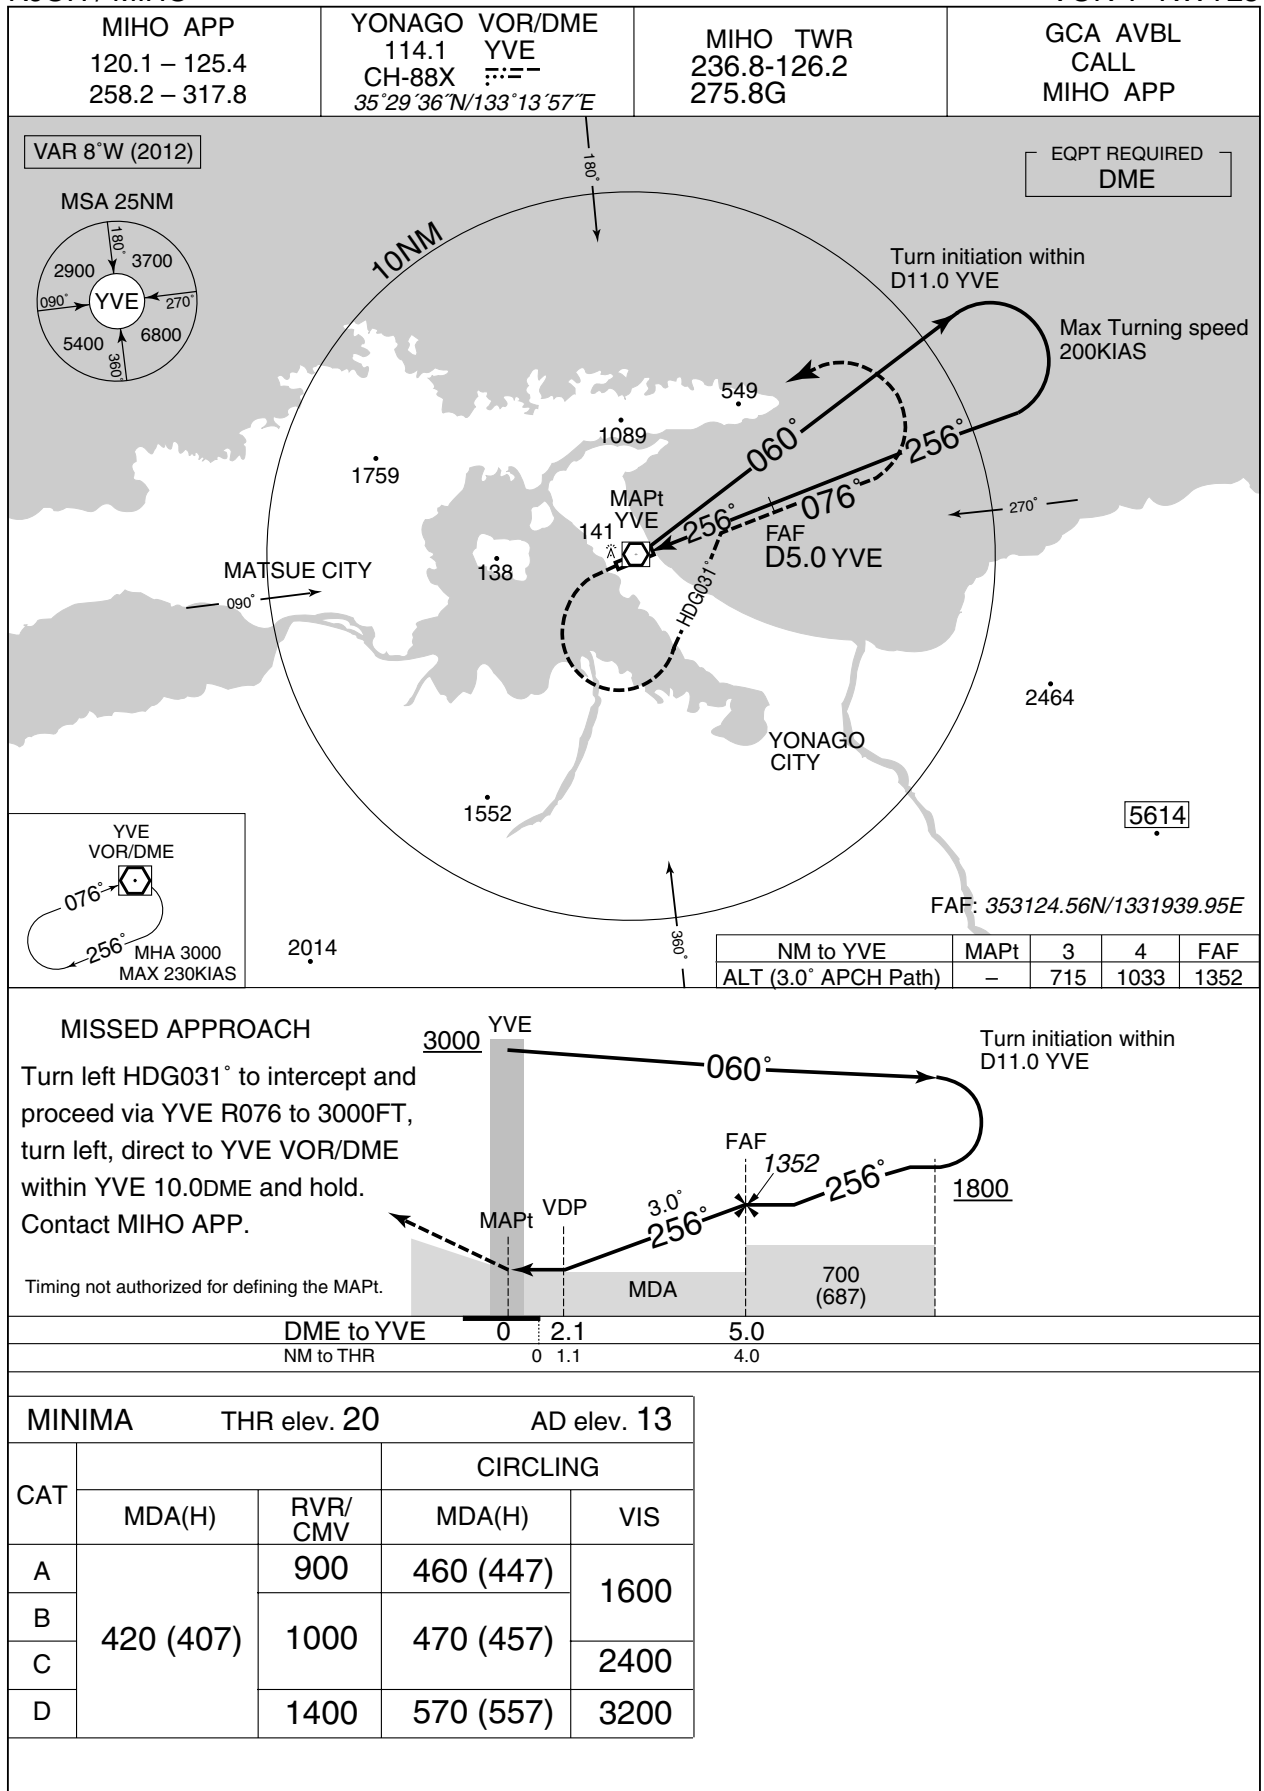 MIHO APP
120.1 – 125.4
258.2 – 317.8
YONAGO VOR/DME
114.1 YVE
CH-88X
35°29´36˝N/133°13´57˝E
MIHO TWR
236.8-126.2
275.8G
GCA AVBL
CALL
MIHO APP
VAR 8°W (2012)
EQPT REQUIRED
DME
MSA 25NM
180°
2900
3700
090°
YVE
270°
5400
6800
360°
180°
10NM
Turn initiation within
D11.0 YVE
Max Turning speed
200KIAS
549
1089
060°
256°
1759
MAPt
YVE
256°
076°
270°
141
FAF
D5.0 YVE
138
MATSUE CITY
090°
HDG031°
2464
YONAGO
CITY
1552
5614
YVE
VOR/DME
076°
256°
MHA 3000
MAX 230KIAS
2014
360°
FAF: 353124.56N/1331939.95E
NM to YVE MAPt 3 4 FAF
ALT (3.0° APCH Path) – 715 1033 1352
MISSED APPROACH
Turn left HDG031° to intercept and
proceed via YVE R076 to 3000FT,
turn left, direct to YVE VOR/DME
within YVE 10.0DME and hold.
Contact MIHO APP.
Timing not authorized for defining the MAPt.
YVE
3000
060°
Turn initiation within
D11.0 YVE
FAF
1352
256°
1800
3.0°
256°
MAPt
VDP
MDA
700
(687)
DME to YVE 0 2.1 5.0
NM to THR 0 1.1 4.0
MINIMA THR elev. 20 AD elev. 13
CAT
CIRCLING
MDA(H)
RVR/
CMV
MDA(H)
VIS
A 900 460 (447) 1600
B 420 (407) 1000 470 (457)
C 2400
D 1400 570 (557) 3200